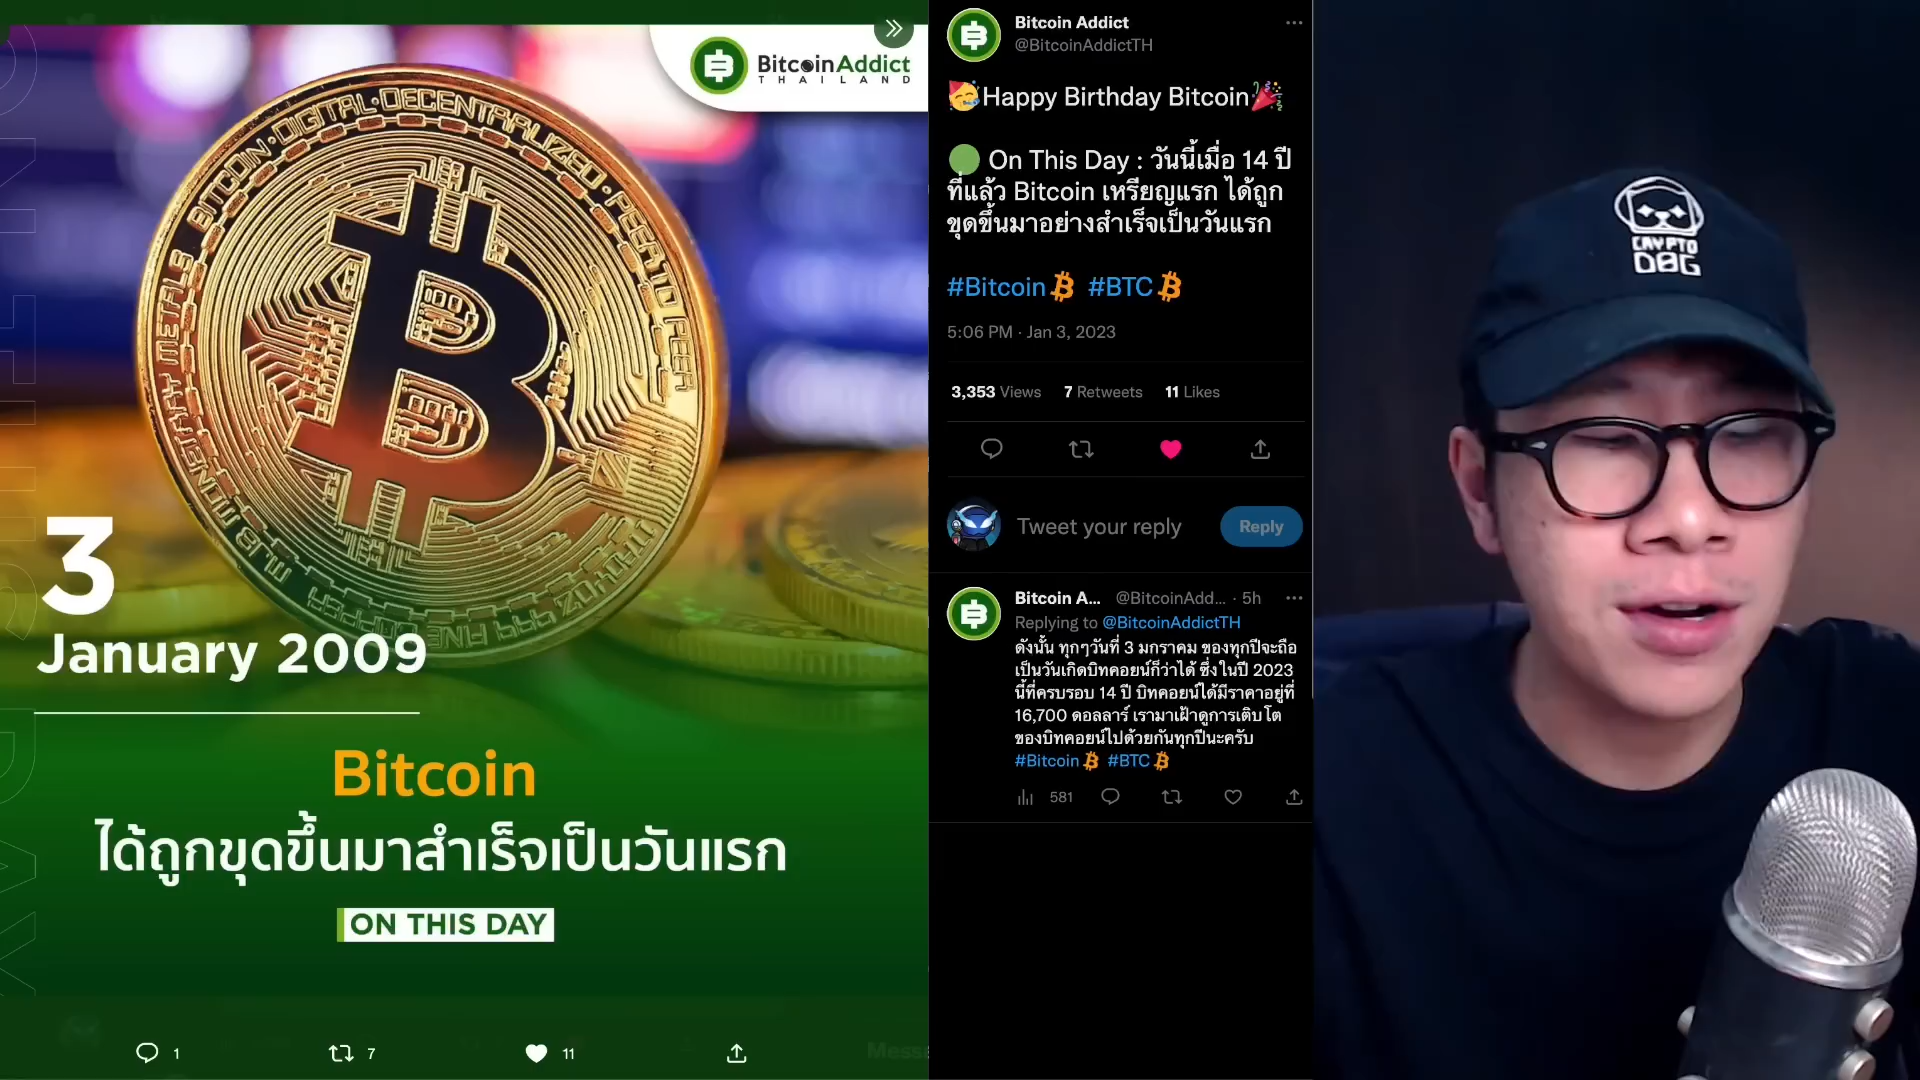 BitcoinAddict
THAILAND
BITCOIN·DIGITAL·DECENTRALIZED·PEER TO PEER
3
January 2009
Bitcoin
ได้ถูกขุดขึ้นมาสำเร็จเป็นวันแรก
ON THIS DAY
1
7
11
Bitcoin Addict
@BitcoinAddictTH
🥳Happy Birthday Bitcoin🎉
🟢 On This Day : วันนี้เมื่อ 14 ปี
ที่แล้ว Bitcoin เหรียญแรก ได้ถูก
ขุดขึ้นมาอย่างสำเร็จเป็นวันแรก
#Bitcoin #BTC
5:06 PM · Jan 3, 2023
3,353 Views 7 Retweets 11 Likes
Tweet your reply
Reply
Bitcoin A... @BitcoinAdd... · 5h
Replying to @BitcoinAddictTH
ดังนั้น ทุกๆวันที่ 3 มกราคม ของทุกปีจะถือ
เป็นวันเกิดบิทคอยน์ก็ว่าได้ ซึ่งในปี 2023
นี้ที่ครบรอบ 14 ปี บิทคอยน์ได้มีราคาอยู่ที่
16,700 ดอลลาร์ เรามาเฝ้าดูการเติบโต
ของบิทคอยน์ไปด้วยกันทุกปีนะครับ
#Bitcoin #BTC
581
CRYPTO
DOG